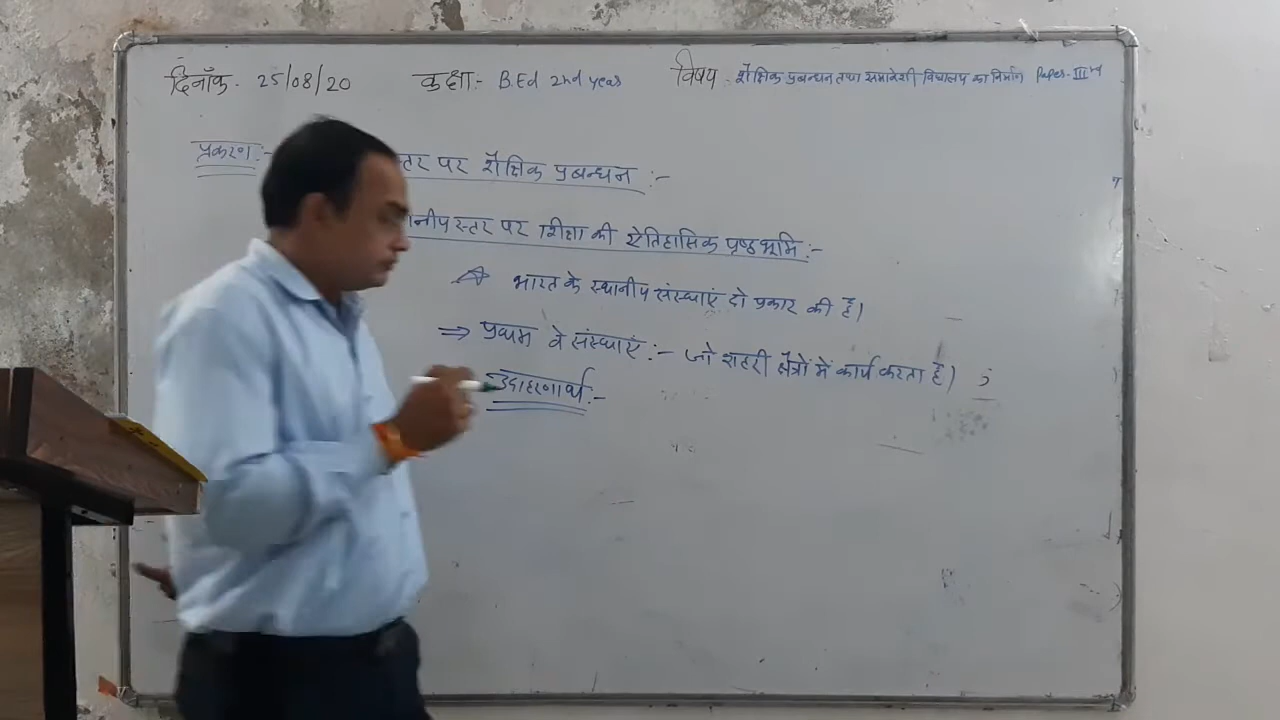 दिनाँक- 25/08/20 कक्षा:- B.Ed 2nd year विषय- शैक्षिक प्रबन्धन तथा समावेशी विद्यालय का निर्माण Paper-III
प्रकरण:- स्तर पर शैक्षिक प्रबन्धन :-
नीय स्तर पर शिक्षा की ऐतिहासिक पृष्ठभूमि:-
भारत के स्थानीय संस्थाएं दो प्रकार की है।
⇒ प्रथम वे संस्थाएं:- जो शहरी क्षेत्रों में कार्य करता है।
उदाहरणार्थ:-